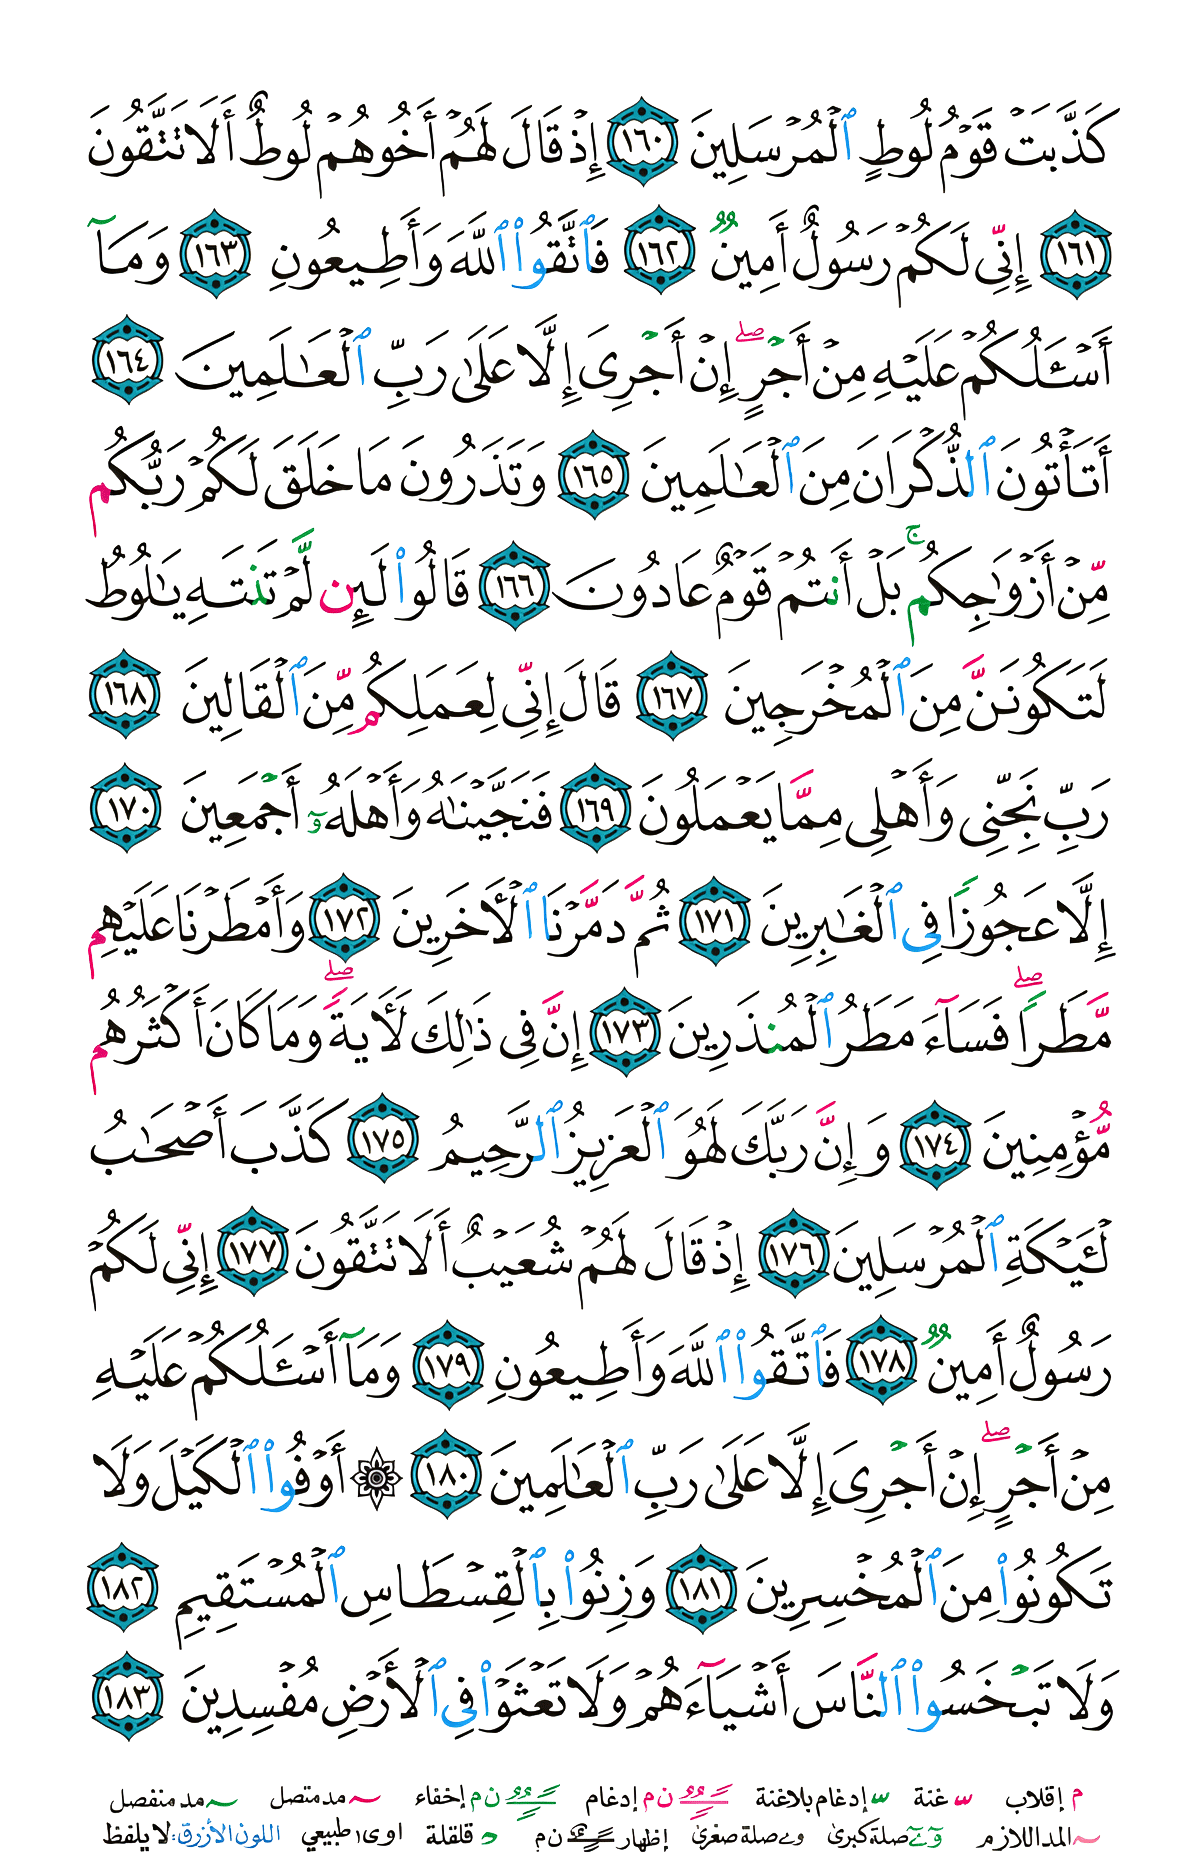 كَذَّبَتْ قَوْمُ لُوطٍ ٱلْمُرْسَلِينَ ١٦٠ إِذْ قَالَ لَهُمْ أَخُوهُمْ لُوطٌ أَلَا تَتَّقُونَ
١٦١ إِنِّى لَكُمْ رَسُولٌ أَمِينٌ ١٦٢ فَٱتَّقُوا۟ ٱللَّهَ وَأَطِيعُونِ ١٦٣ وَمَآ
أَسْـَٔلُكُمْ عَلَيْهِ مِنْ أَجْرٍ ۖ إِنْ أَجْرِىَ إِلَّا عَلَىٰ رَبِّ ٱلْعَـٰلَمِينَ ١٦٤
أَتَأْتُونَ ٱلذُّكْرَانَ مِنَ ٱلْعَـٰلَمِينَ ١٦٥ وَتَذَرُونَ مَا خَلَقَ لَكُمْ رَبُّكُم
مِّنْ أَزْوَٰجِكُم ۚ بَلْ أَنتُمْ قَوْمٌ عَادُونَ ١٦٦ قَالُوا۟ لَئِن لَّمْ تَنتَهِ يَـٰلُوطُ
لَتَكُونَنَّ مِنَ ٱلْمُخْرَجِينَ ١٦٧ قَالَ إِنِّى لِعَمَلِكُم مِّنَ ٱلْقَالِينَ ١٦٨
رَبِّ نَجِّنِى وَأَهْلِى مِمَّا يَعْمَلُونَ ١٦٩ فَنَجَّيْنَـٰهُ وَأَهْلَهُۥٓ أَجْمَعِينَ ١٧٠
إِلَّا عَجُوزًا فِى ٱلْغَـٰبِرِينَ ١٧١ ثُمَّ دَمَّرْنَا ٱلْـَٔاخَرِينَ ١٧٢ وَأَمْطَرْنَا عَلَيْهِم
مَّطَرًا ۖ فَسَآءَ مَطَرُ ٱلْمُنذَرِينَ ١٧٣ إِنَّ فِى ذَٰلِكَ لَـَٔايَةً ۖ وَمَا كَانَ أَكْثَرُهُم
مُّؤْمِنِينَ ١٧٤ وَإِنَّ رَبَّكَ لَهُوَ ٱلْعَزِيزُ ٱلرَّحِيمُ ١٧٥ كَذَّبَ أَصْحَـٰبُ
لْـَٔيْكَةِ ٱلْمُرْسَلِينَ ١٧٦ إِذْ قَالَ لَهُمْ شُعَيْبٌ أَلَا تَتَّقُونَ ١٧٧ إِنِّى لَكُمْ
رَسُولٌ أَمِينٌ ١٧٨ فَٱتَّقُوا۟ ٱللَّهَ وَأَطِيعُونِ ١٧٩ وَمَآ أَسْـَٔلُكُمْ عَلَيْهِ
مِنْ أَجْرٍ ۖ إِنْ أَجْرِىَ إِلَّا عَلَىٰ رَبِّ ٱلْعَـٰلَمِينَ ١٨٠ ۞ أَوْفُوا۟ ٱلْكَيْلَ وَلَا
تَكُونُوا۟ مِنَ ٱلْمُخْسِرِينَ ١٨١ وَزِنُوا۟ بِٱلْقِسْطَاسِ ٱلْمُسْتَقِيمِ ١٨٢
وَلَا تَبْخَسُوا۟ ٱلنَّاسَ أَشْيَآءَهُمْ وَلَا تَعْثَوْا۟ فِى ٱلْأَرْضِ مُفْسِدِينَ ١٨٣
م إقلاب غنة إدغام بلاغنة ن م إدغام ن م إخفاء مد متصل مد منفصل
المد اللازم صلة كبرى و ے صلة صغرى إظهار ن م قلقلة اوى طبيعي اللون الأزرق: لا يلفظ